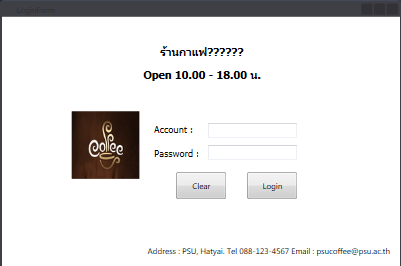 LoginForm
ร้านกาแฟ??????
Open 10.00 - 18.00 น.
Coffee
Account :
Password :
Clear Login
Address : PSU, Hatyai. Tel 088-123-4567 Email : psucoffee@psu.ac.th